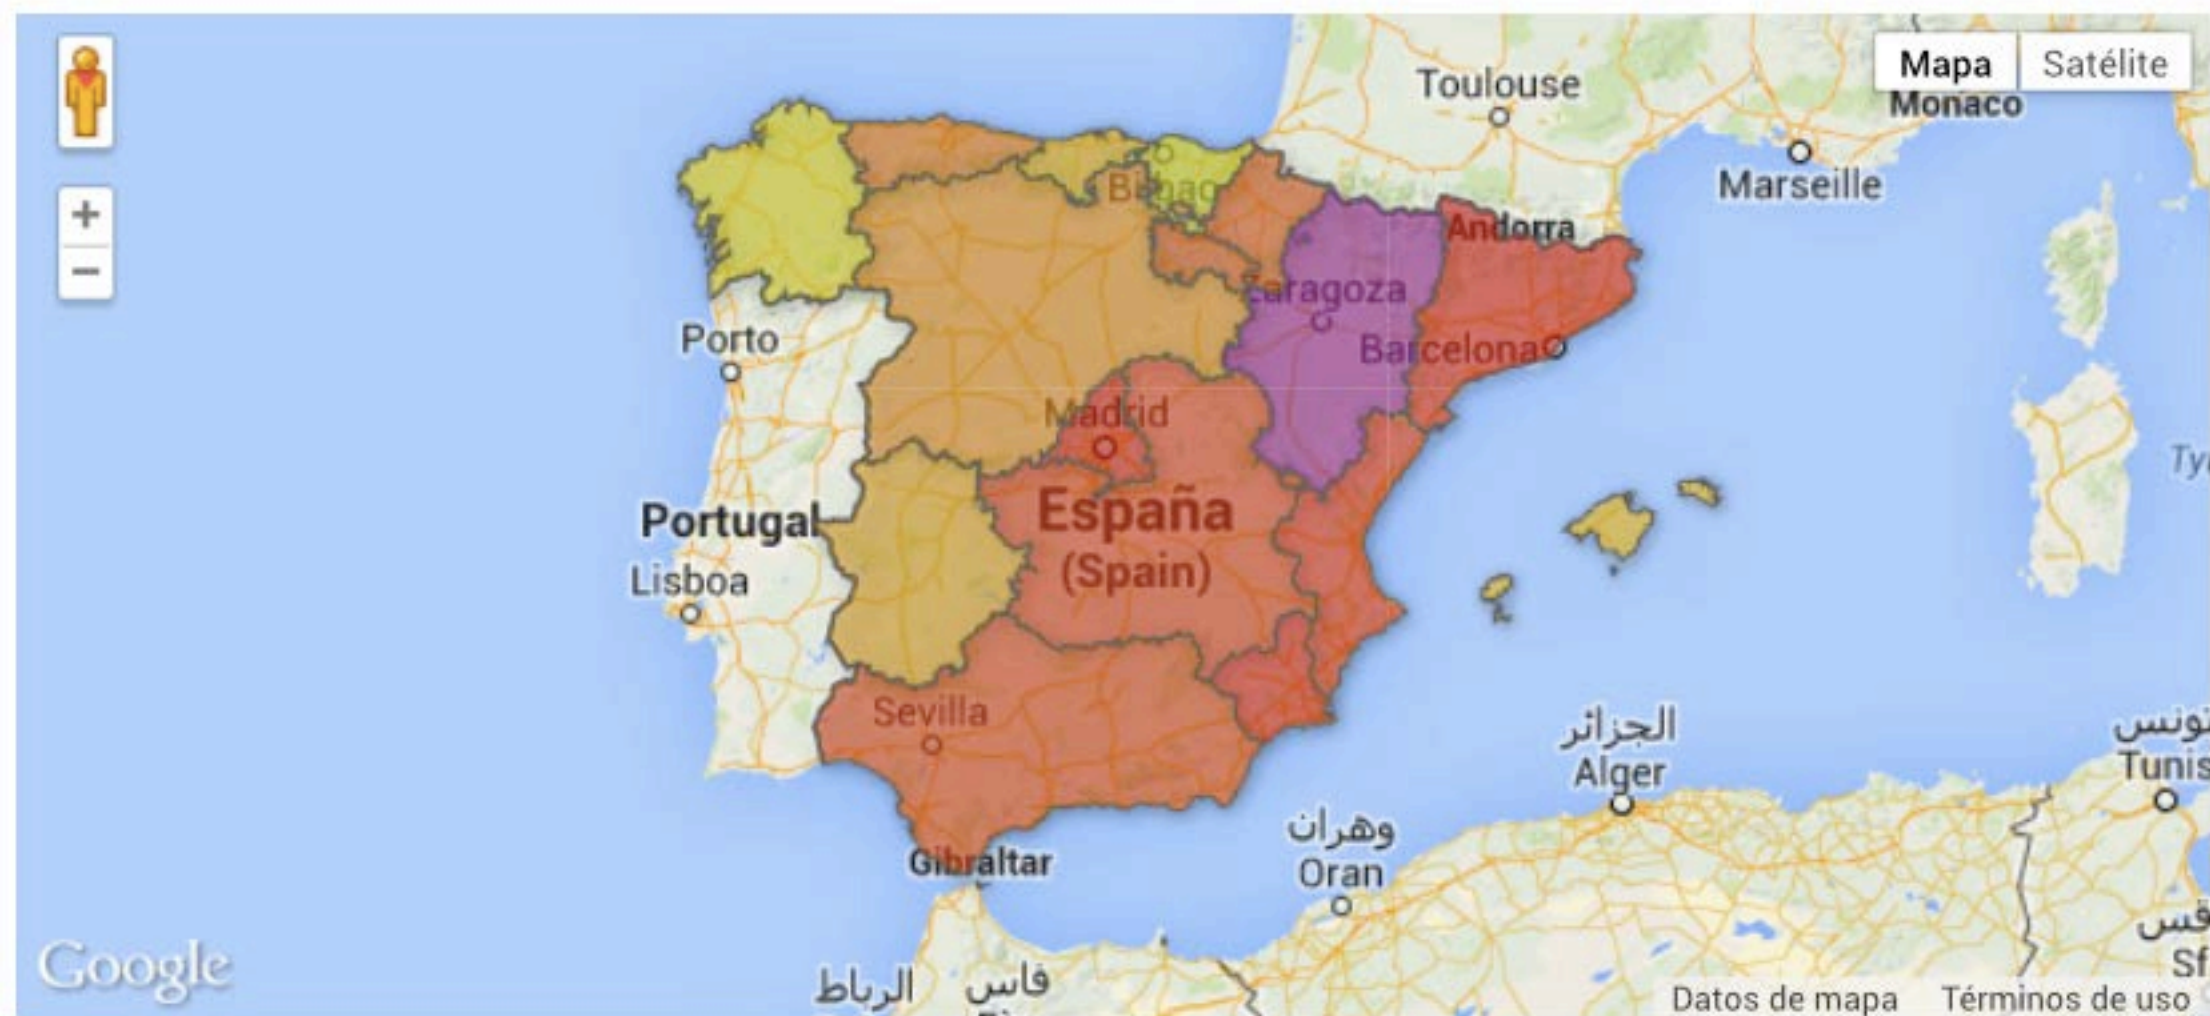 Toulouse
Mapa
Satélite
Monaco
Marseille
Andorra
Zaragoza
Porto
Barcelona
Madrid
España
(Spain)
Portugal
Lisboa
Sevilla
الجزائر
Alger
تونس
Tunis
وهران
Oran
Gibraltar
Google
الرباط
فاس
Datos de mapa
Términos de uso